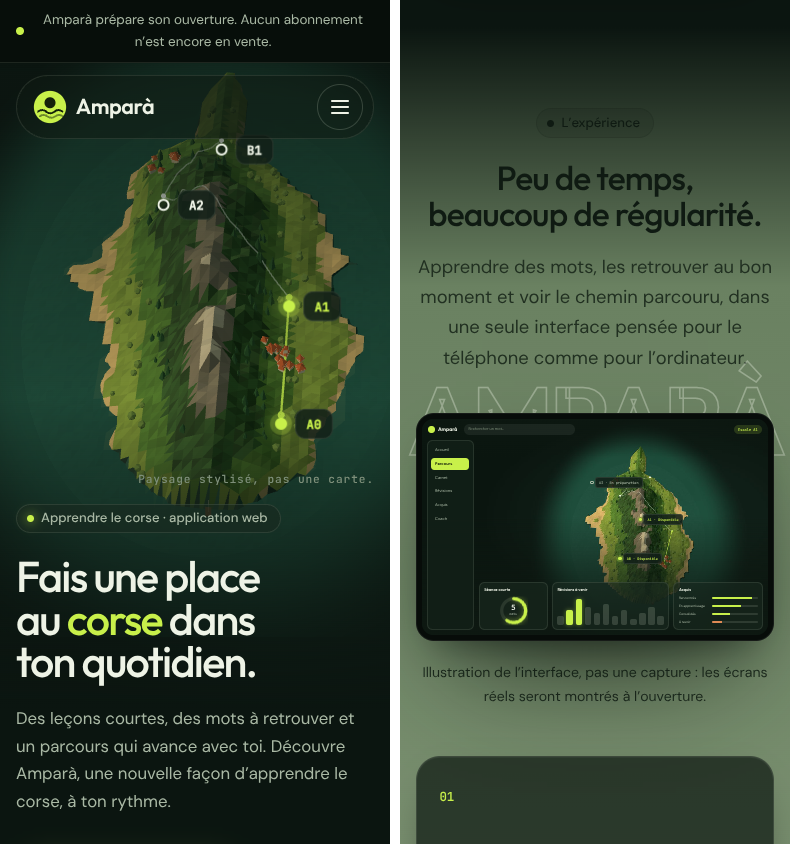 Amparà prépare son ouverture. Aucun abonnement
n’est encore en vente.
Amparà
B1
A2
A1
A0
Paysage stylisé, pas une carte.
Apprendre le corse · application web
Fais une place
au corse dans
ton quotidien.
Des leçons courtes, des mots à retrouver et
un parcours qui avance avec toi. Découvre
Amparà, une nouvelle façon d’apprendre le
corse, à ton rythme.
L’expérience
Peu de temps,
beaucoup de régularité.
Apprendre des mots, les retrouver au bon
moment et voir le chemin parcouru, dans
une seule interface pensée pour le
téléphone comme pour l’ordinateur.
AMPARÀ
Amparà
Accueil
Parcours
Carnet
Révisions
Acquis
Coach
A1 · Disponible
A0 · Disponible
Séance courte
5
Révisions à venir
Acquis
Illustration de l’interface, pas une capture : les écrans
réels seront montrés à l’ouverture.
01